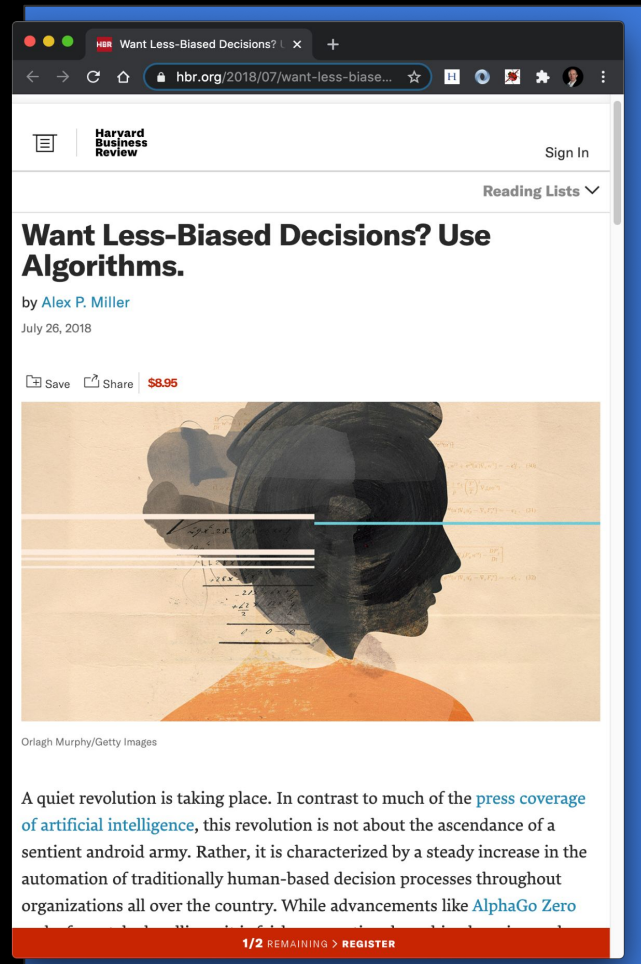 HBR Want Less-Biased Decisions? U
hbr.org/2018/07/want-less-biase...
H
Harvard
Business
Review
Sign In
Reading Lists
Want Less-Biased Decisions? Use
Algorithms.
by Alex P. Miller
July 26, 2018
Save Share $8.95
Orlagh Murphy/Getty Images
A quiet revolution is taking place. In contrast to much of the press coverage
of artificial intelligence, this revolution is not about the ascendance of a
sentient android army. Rather, it is characterized by a steady increase in the
automation of traditionally human-based decision processes throughout
organizations all over the country. While advancements like AlphaGo Zero
1/2 REMAINING > REGISTER